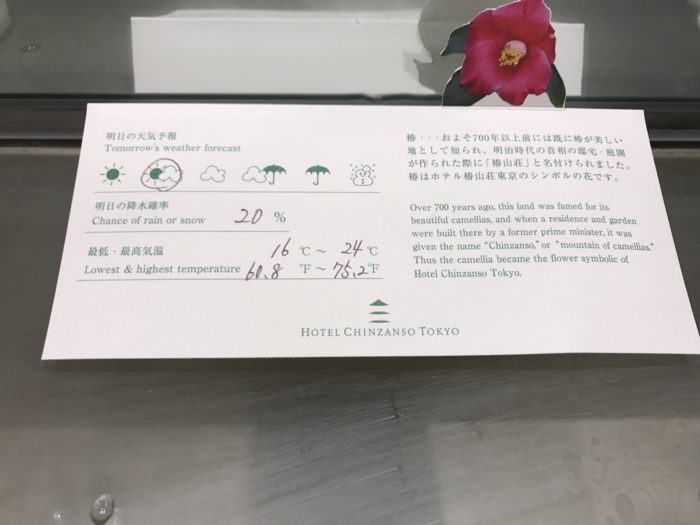 明日の天気予報
Tomorrow's weather forecast
明日の降水確率
Chance of rain or snow 20 %
最低・最高気温 16 ℃～ 24 ℃
Lowest & highest temperature 60.8 °F～75.2°F
椿・・・およそ700年以上前には既に椿が美しい
地として知られ、明治時代の首相の邸宅・庭園
が作られた際に「椿山荘」と名付けられました。
椿はホテル椿山荘東京のシンボルの花です。
Over 700 years ago, this land was famed for its
beautiful camellias, and when a residence and garden
were built there by a former prime minister, it was
given the name "Chinzanso," or "mountain of camellias."
Thus the camellia became the flower symbolic of
Hotel Chinzanso Tokyo.
HOTEL CHINZANSO TOKYO